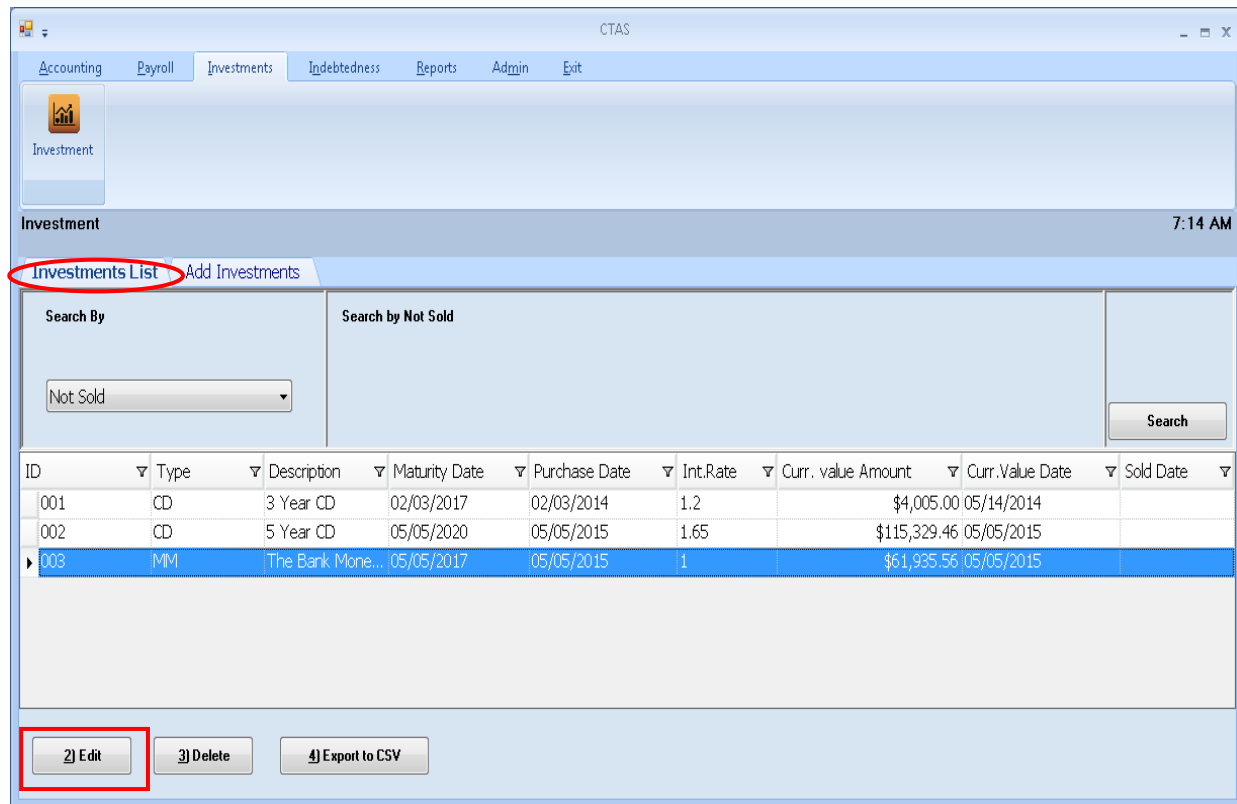 CTAS
Accounting Payroll Investments Indebtedness Reports Admin Exit
Investment
Investment 7:14 AM
Investments List Add Investments
Search By Search by Not Sold
Not Sold
Search
ID Type Description Maturity Date Purchase Date Int.Rate Curr. value Amount Curr.Value Date Sold Date
001 CD 3 Year CD 02/03/2017 02/03/2014 1.2 $4,005.00 05/14/2014
002 CD 5 Year CD 05/05/2020 05/05/2015 1.65 $115,329.46 05/05/2015
003 MM The Bank Mone... 05/05/2017 05/05/2015 1 $61,935.56 05/05/2015
2) Edit 3) Delete 4) Export to CSV